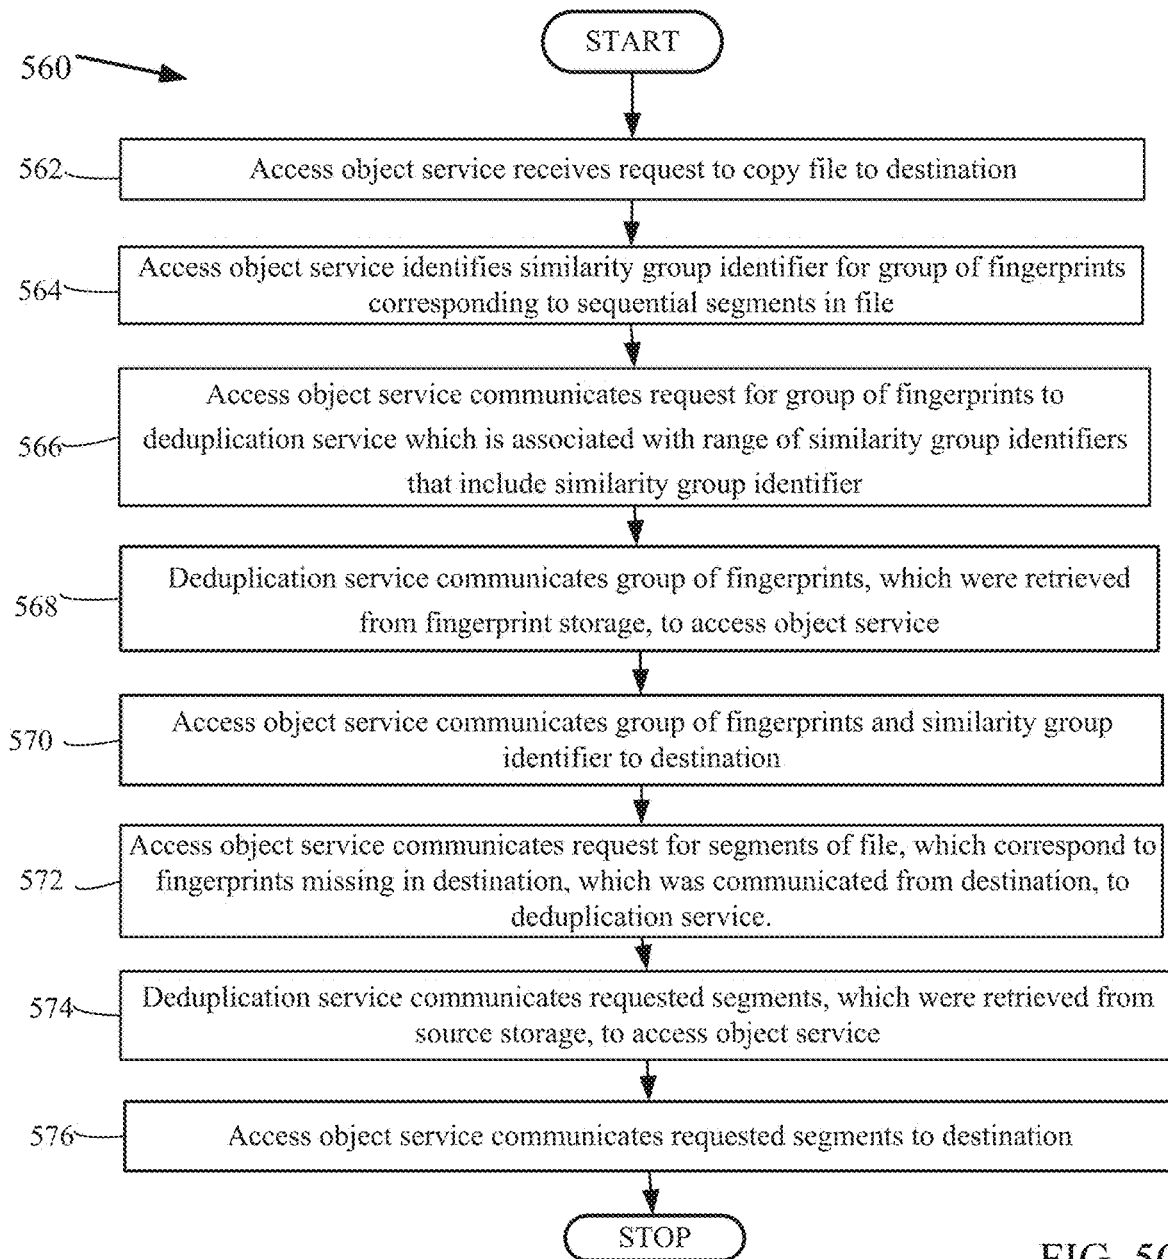 START
560
562
Access object service receives request to copy file to destination
564
Access object service identifies similarity group identifier for group of fingerprints
corresponding to sequential segments in file
566
Access object service communicates request for group of fingerprints to
deduplication service which is associated with range of similarity group identifiers
that include similarity group identifier
568
Deduplication service communicates group of fingerprints, which were retrieved
from fingerprint storage, to access object service
570
Access object service communicates group of fingerprints and similarity group
identifier to destination
572
Access object service communicates request for segments of file, which correspond to
fingerprints missing in destination, which was communicated from destination, to
deduplication service.
574
Deduplication service communicates requested segments, which were retrieved from
source storage, to access object service
576
Access object service communicates requested segments to destination
STOP
FIG.